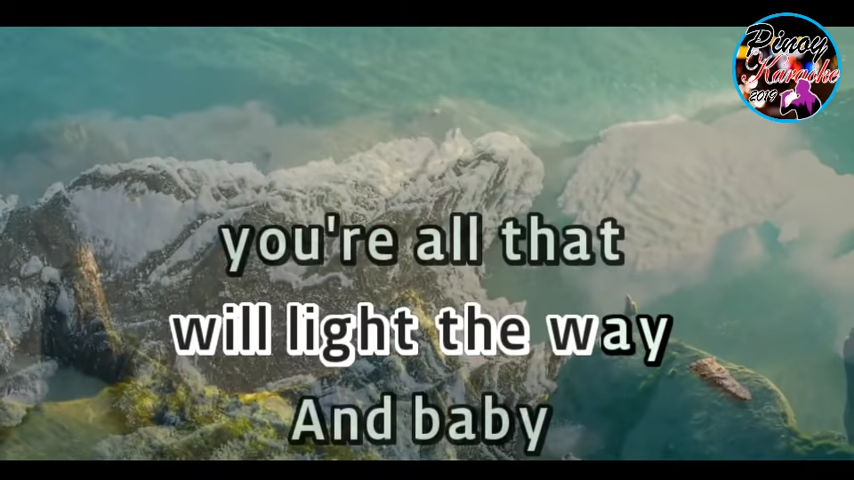 Pinoy
Karaoke
2019
you're all that
will light the way
And baby